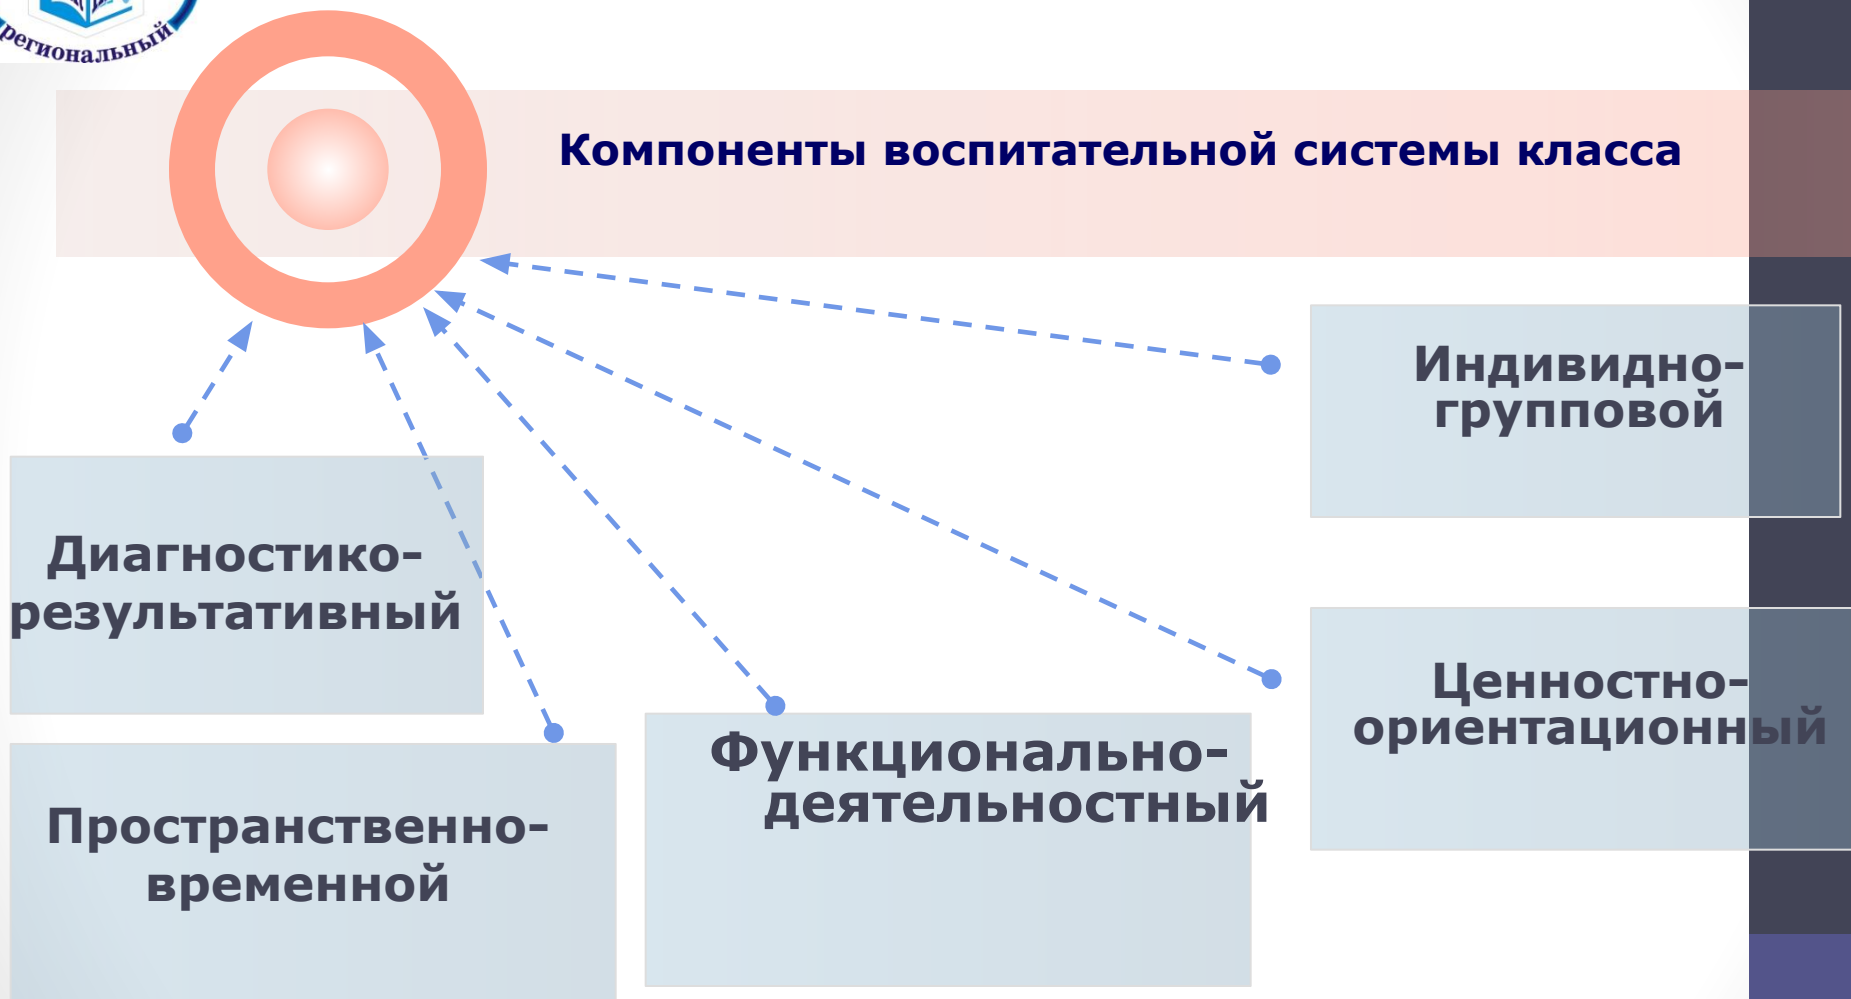 региональный
Компоненты воспитательной системы класса
Индивидно-
групповой
Диагностико-
результативный
Ценностно-
ориентационный
Функционально-
деятельностный
Пространственно-
временной